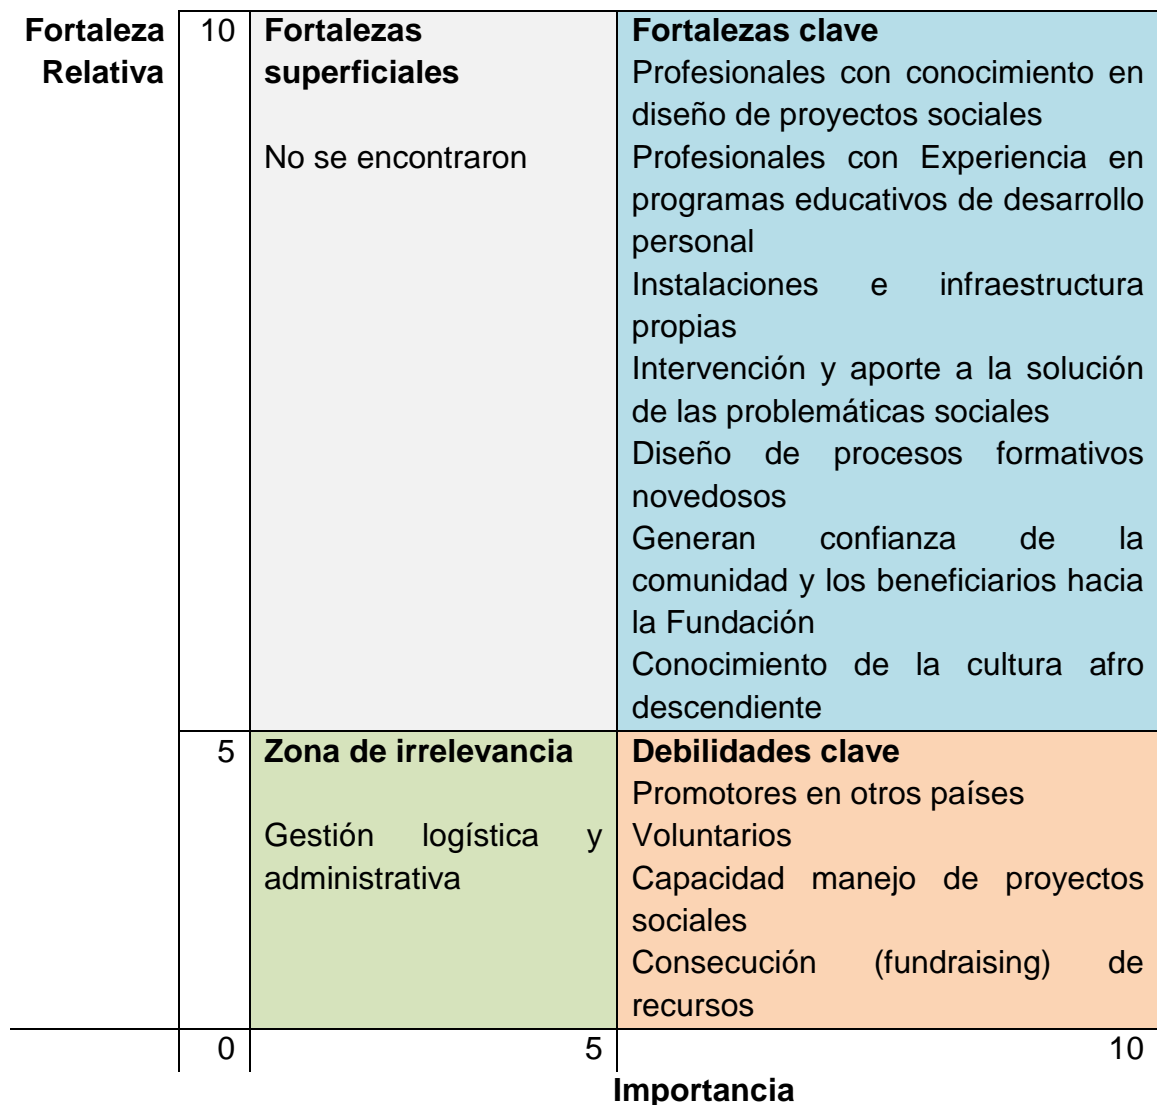 Fortaleza
Relativa
10
Fortalezas
superficiales
No se encontraron
Fortalezas clave
Profesionales con conocimiento en
diseño de proyectos sociales
Profesionales con Experiencia en
programas educativos de desarrollo
personal
Instalaciones e infraestructura
propias
Intervención y aporte a la solución
de las problemáticas sociales
Diseño de procesos formativos
novedosos
Generan confianza de la
comunidad y los beneficiarios hacia
la Fundación
Conocimiento de la cultura afro
descendiente
5
Zona de irrelevancia
Gestión logística y
administrativa
Debilidades clave
Promotores en otros países
Voluntarios
Capacidad manejo de proyectos
sociales
Consecución (fundraising) de
recursos
0
5
10
Importancia